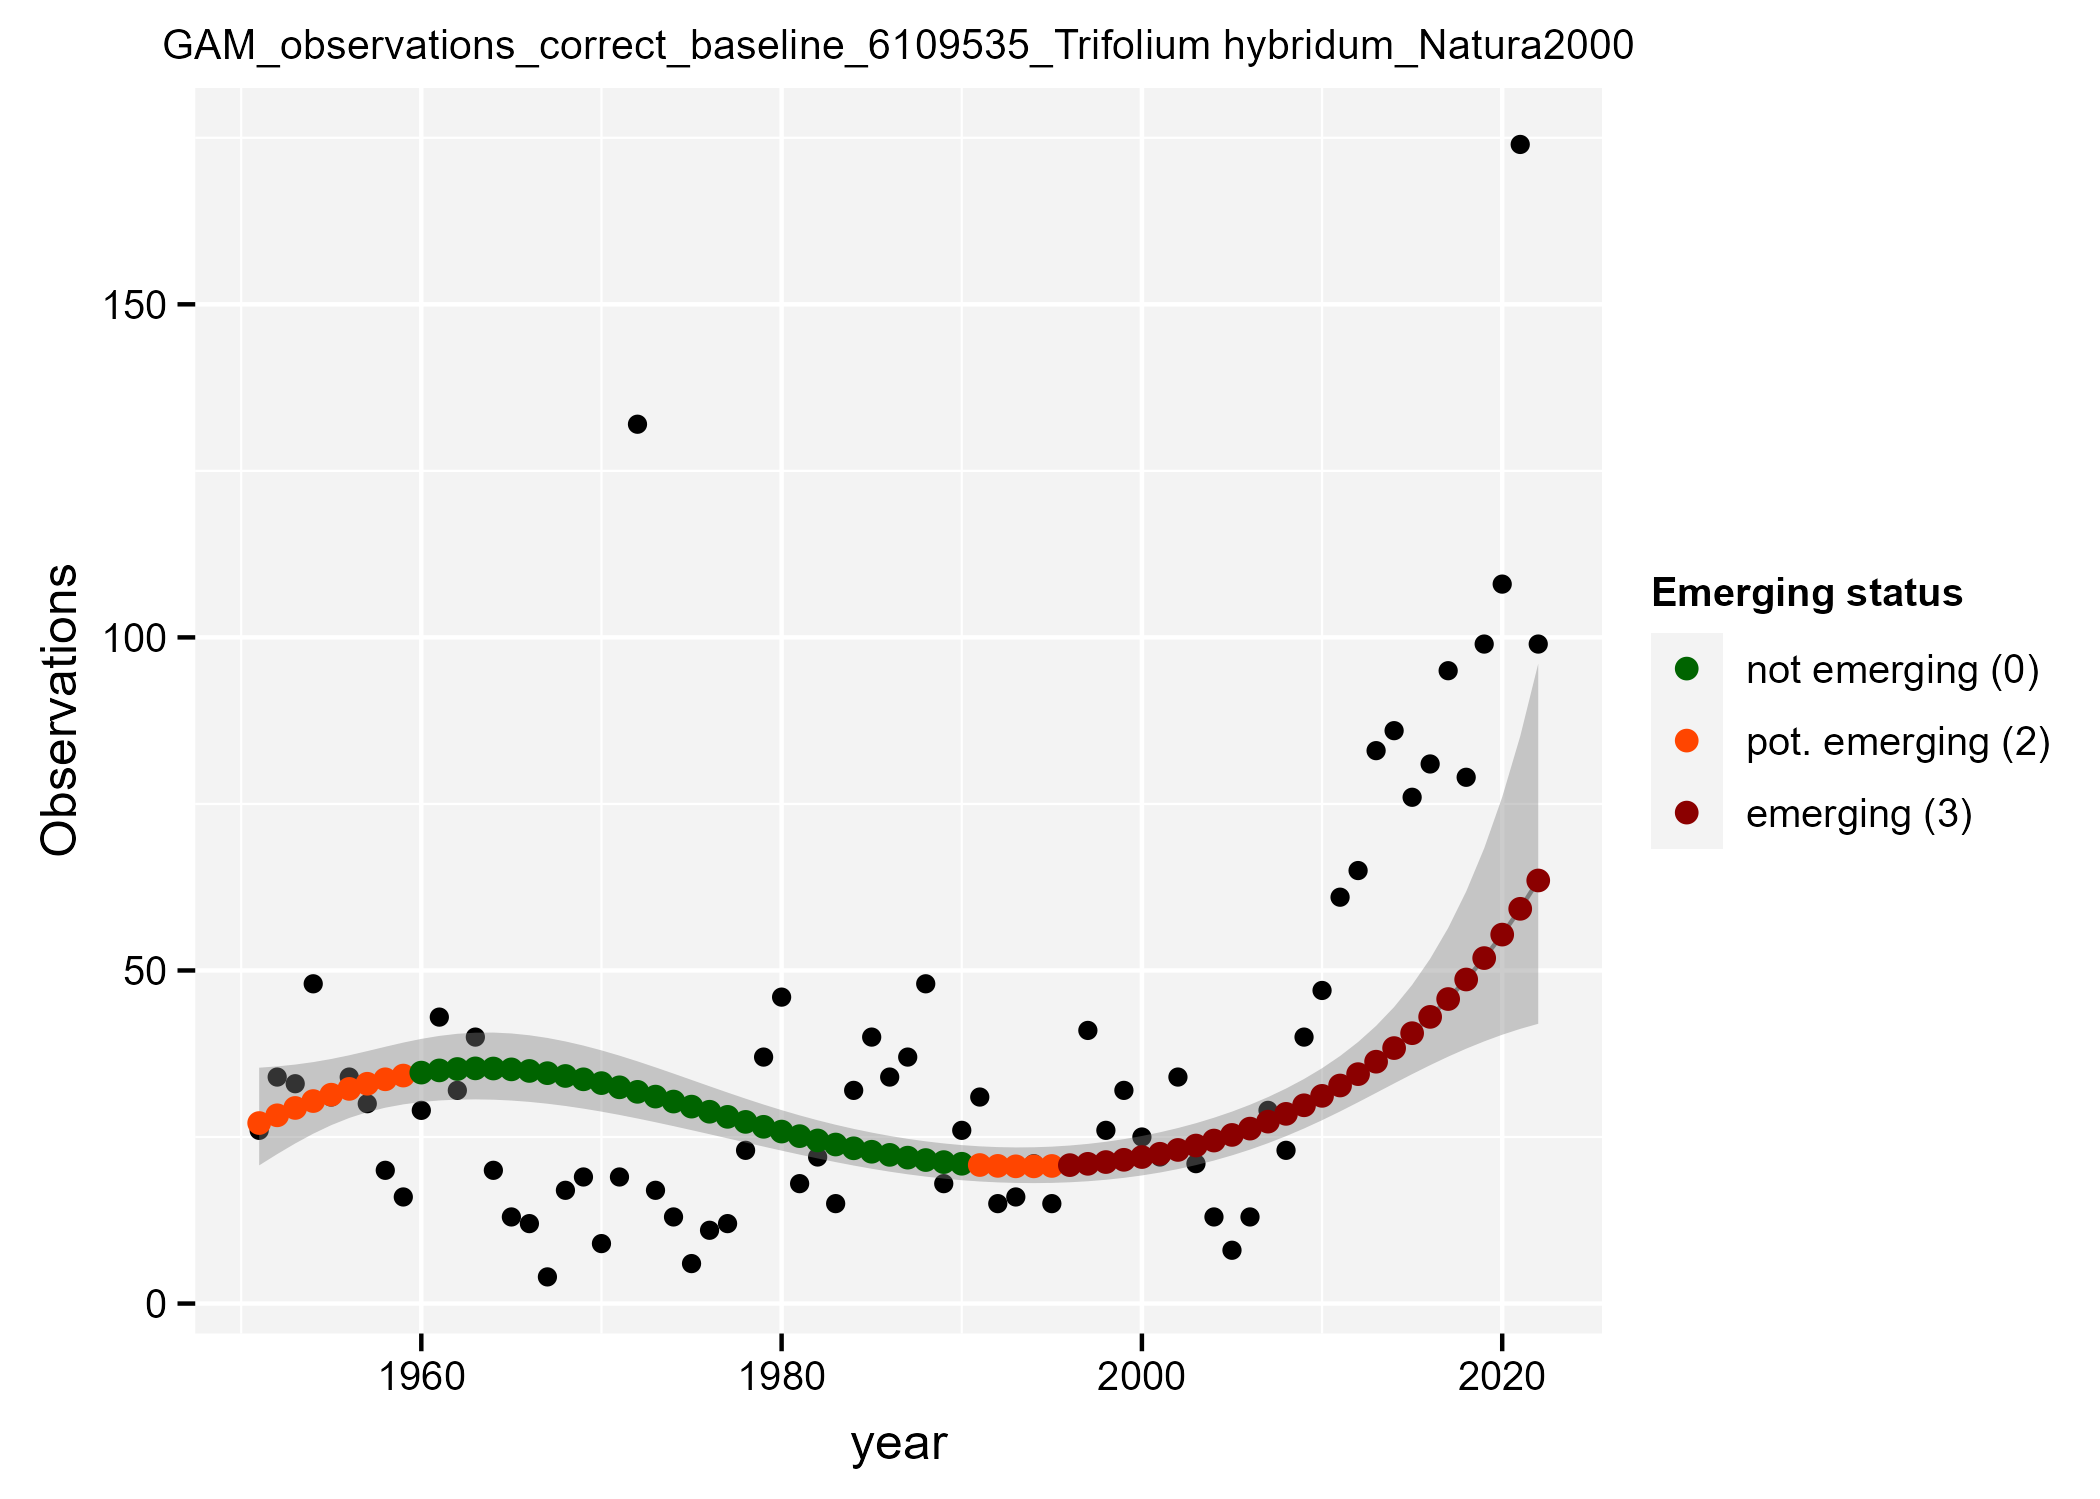 GAM_observations_correct_baseline_6109535_Trifolium hybridum_Natura2000
Observations
150
100
50
0
1960
1980
2000
2020
year
Emerging status
not emerging (0)
pot. emerging (2)
emerging (3)